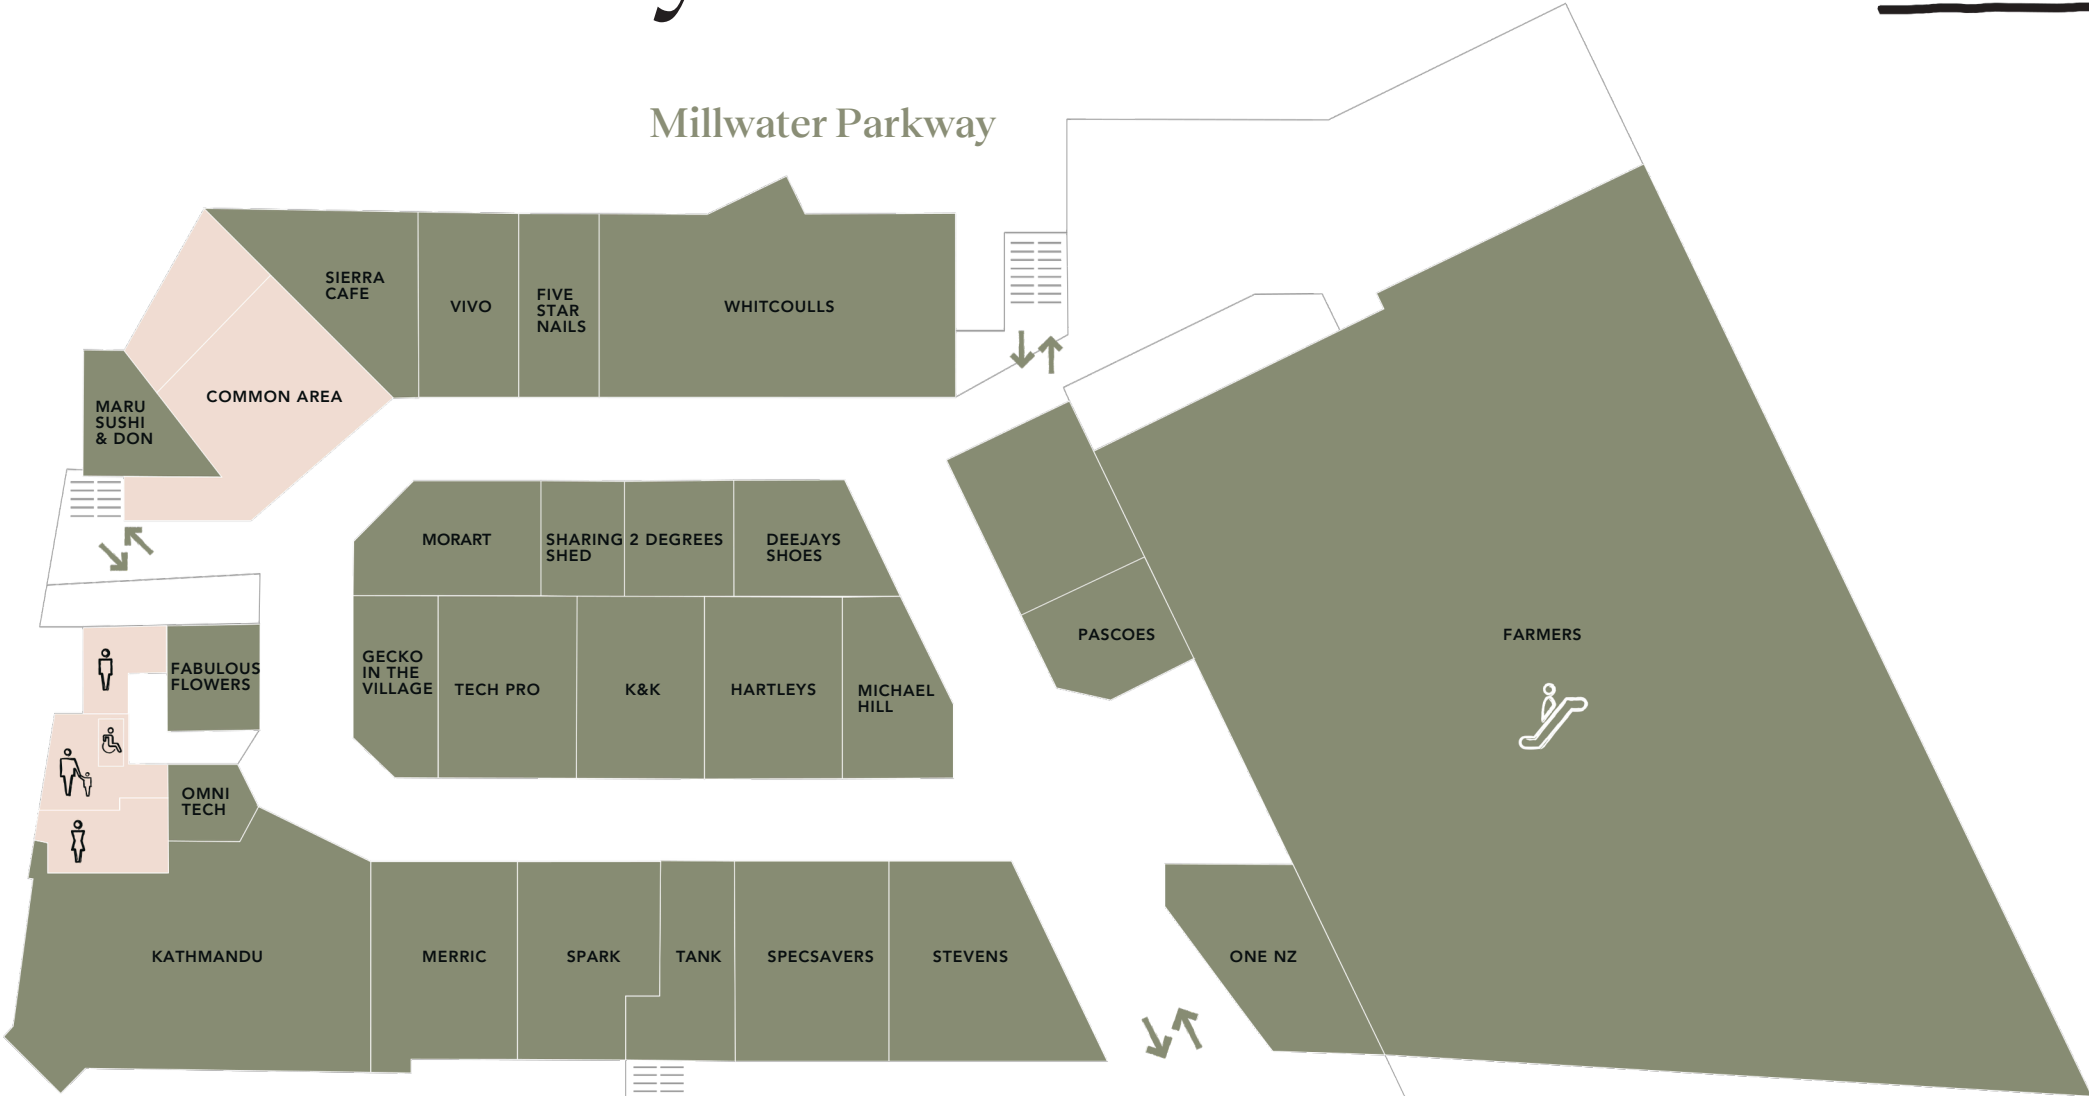 Millwater Parkway
SIERRA
CAFE
VIVO
FIVE
STAR
NAILS
WHITCOULLS
COMMON AREA
MARU
SUSHI
& DON
MORART
SHARING
SHED
2 DEGREES
DEEJAYS
SHOES
PASCOES
FARMERS
FABULOUS
FLOWERS
GECKO
IN THE
VILLAGE
TECH PRO
K&K
HARTLEYS
MICHAEL
HILL
OMNI
TECH
KATHMANDU
MERRIC
SPARK
TANK
SPECSAVERS
STEVENS
ONE NZ